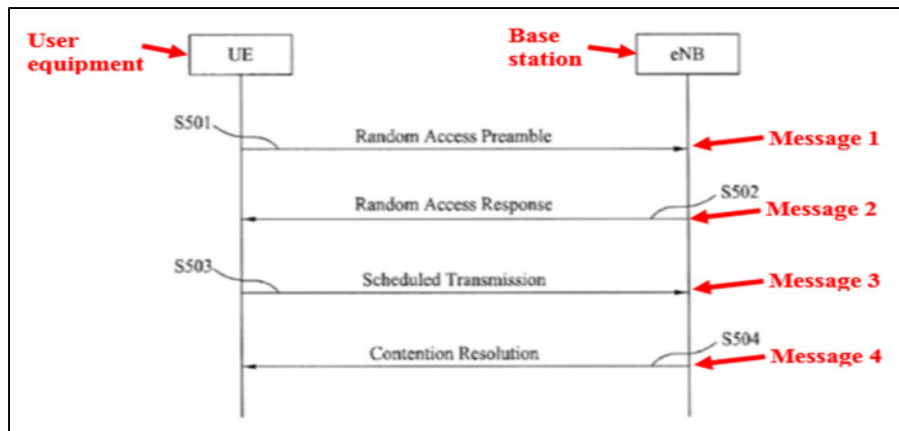 User
equipment
UE
Base
station
eNB
S501
Random Access Preamble
Message 1
Random Access Response
S502
Message 2
S503
Scheduled Transmission
Message 3
Contention Resolution
S504
Message 4